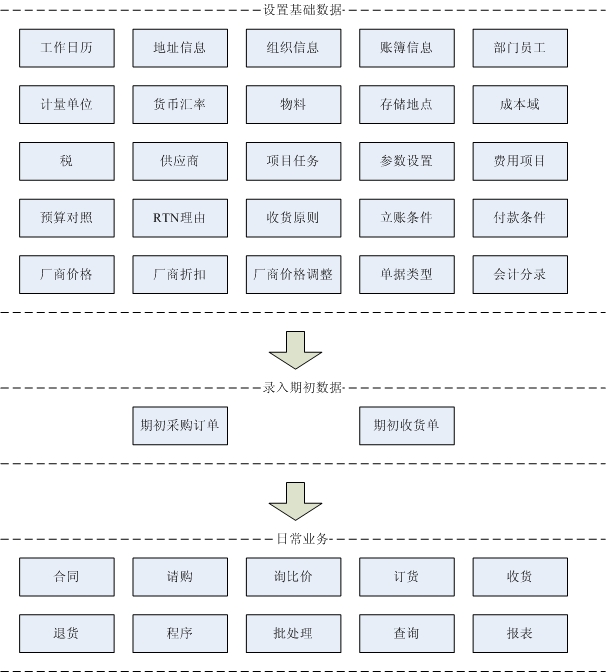 设置基础数据
工作日历 地址信息 组织信息 账簿信息 部门员工
计量单位 货币汇率 物料 存储地点 成本域
税 供应商 项目任务 参数设置 费用项目
预算对照 RTN理由 收货原则 立账条件 付款条件
厂商价格 厂商折扣 厂商价格调整 单据类型 会计分录
录入期初数据
期初采购订单 期初收货单
日常业务
合同 请购 询比价 订货 收货
退货 程序 批处理 查询 报表